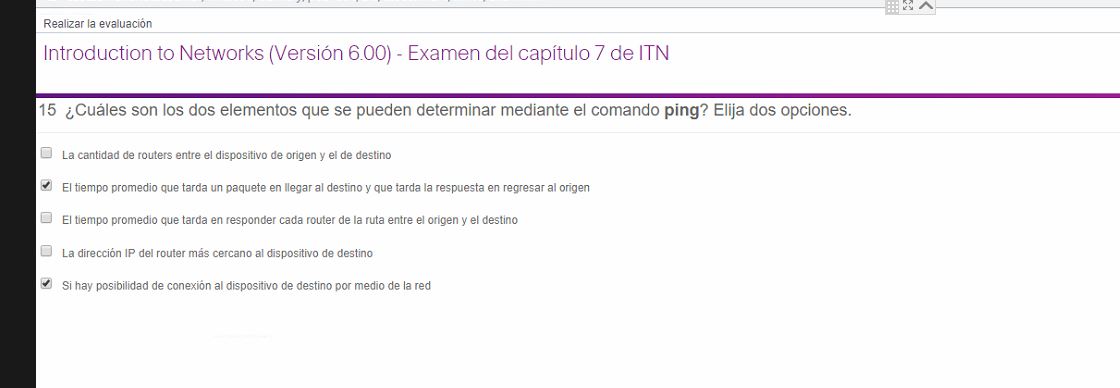 Realizar la evaluación
Introduction to Networks (Versión 6.00) - Examen del capítulo 7 de ITN
15 ¿Cuáles son los dos elementos que se pueden determinar mediante el comando ping? Elija dos opciones.
La cantidad de routers entre el dispositivo de origen y el de destino
El tiempo promedio que tarda un paquete en llegar al destino y que tarda la respuesta en regresar al origen
El tiempo promedio que tarda en responder cada router de la ruta entre el origen y el destino
La dirección IP del router más cercano al dispositivo de destino
Si hay posibilidad de conexión al dispositivo de destino por medio de la red